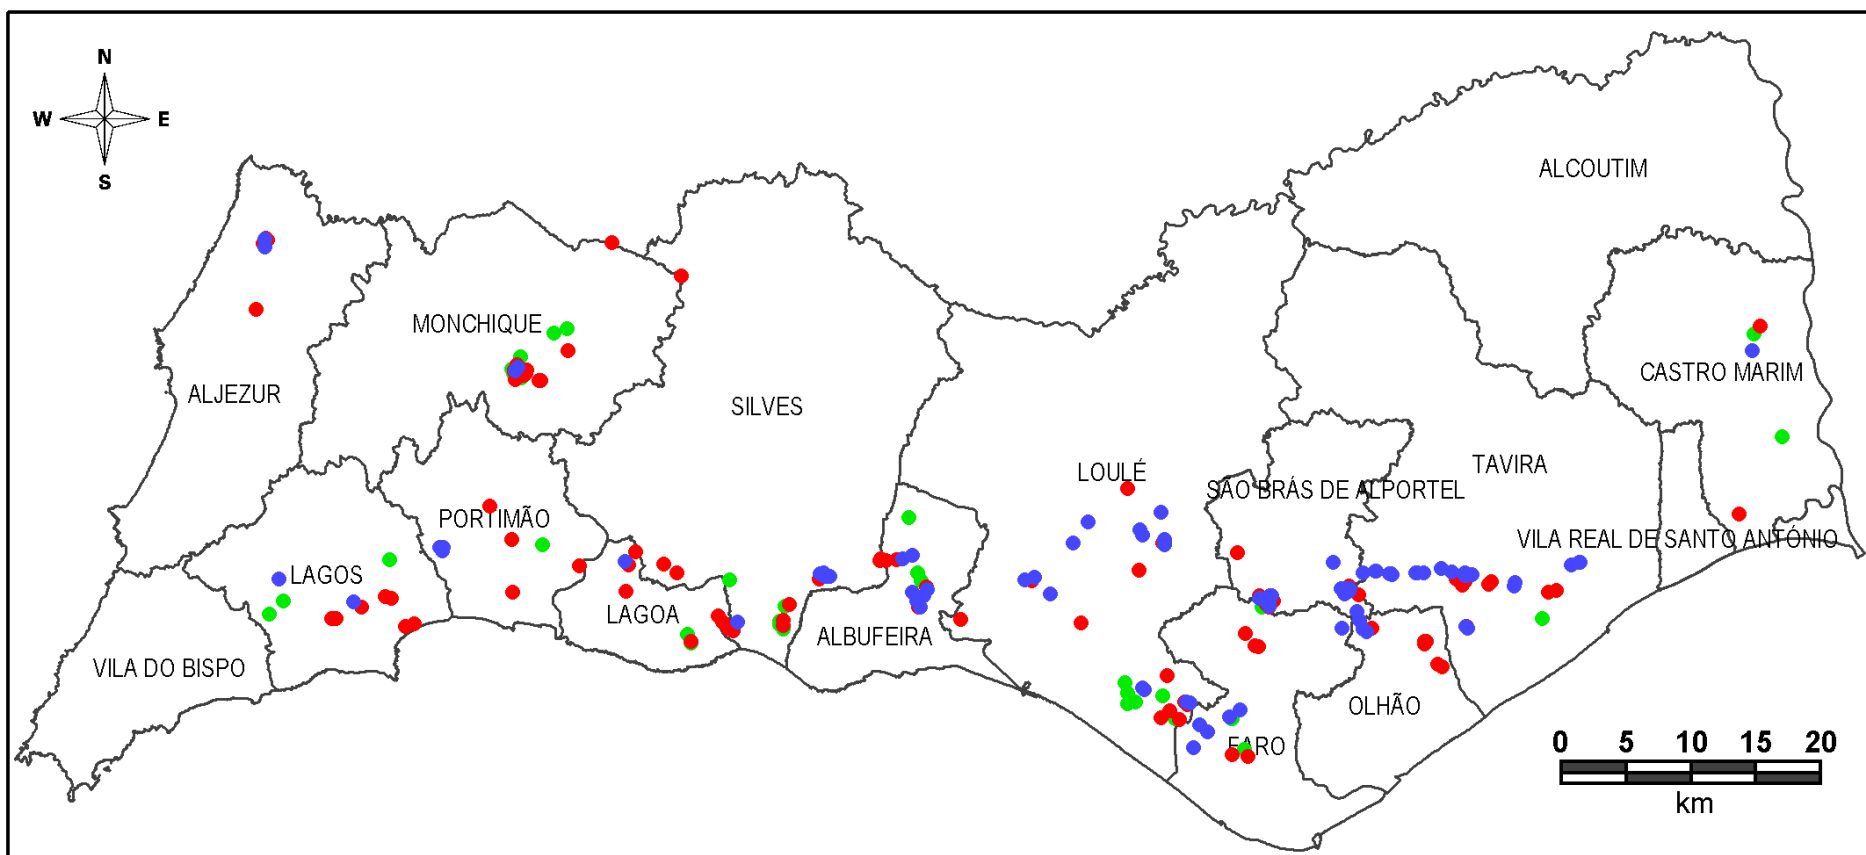 N
W E
S
ALCOUTIM
MONCHIQUE
CASTRO MARIM
ALJEZUR
SILVES
LOULÉ
TAVIRA
SÃO BRÁS DE ALPORTEL
PORTIMÃO
VILA REAL DE SANTO ANTÓNIO
LAGOS
LAGOA
ALBUFEIRA
VILA DO BISPO
OLHÃO
FARO
0 5 10 15 20
km